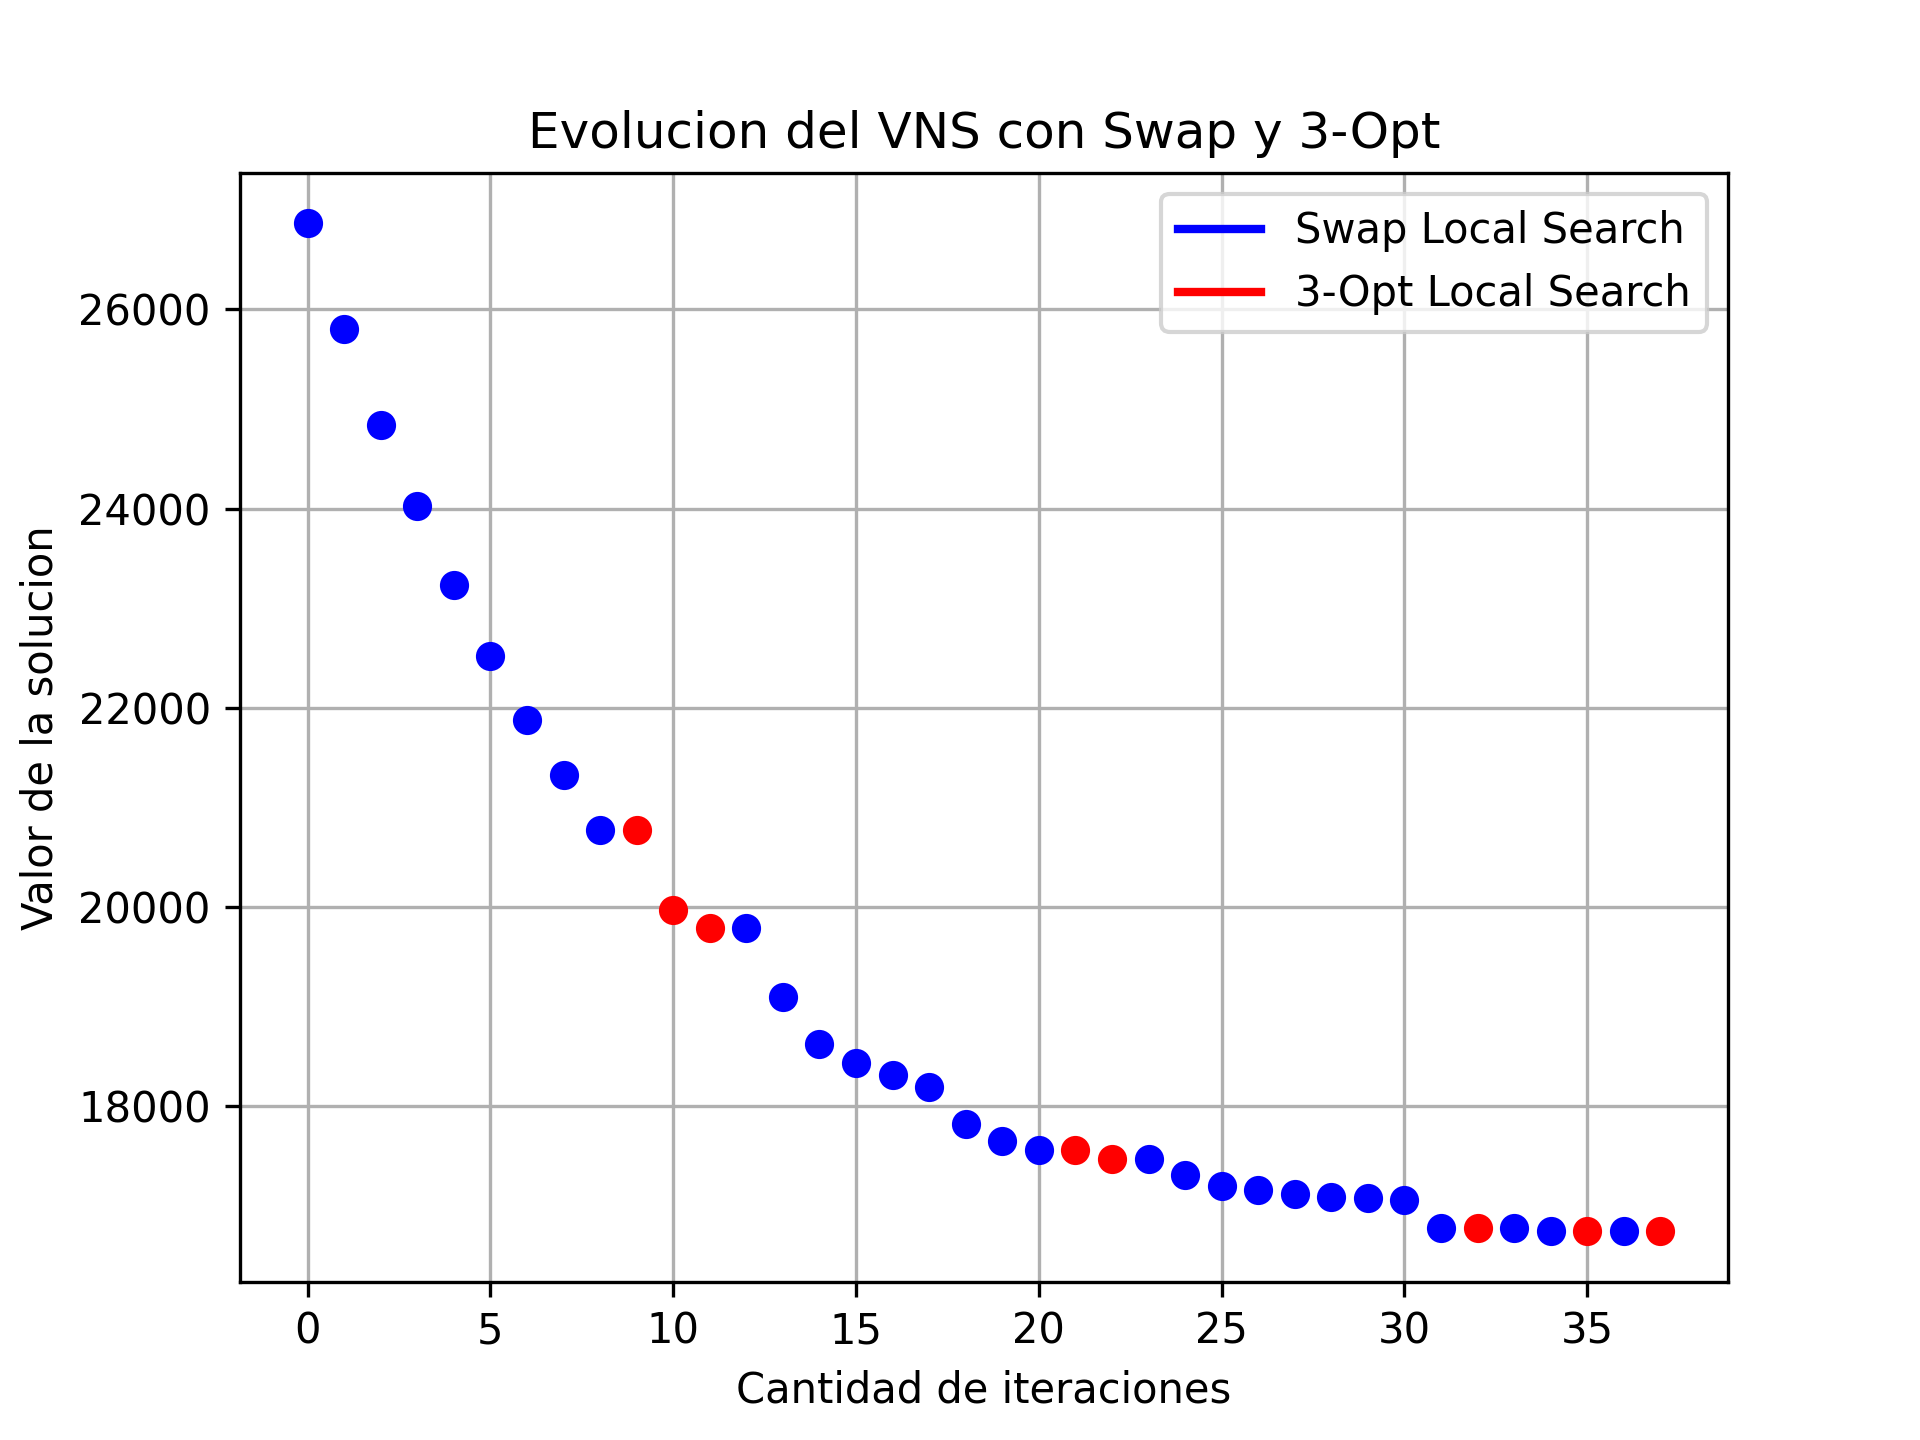 Evolucion del VNS con Swap y 3-Opt
Swap Local Search
3-Opt Local Search
Valor de la solucion
26000
24000
22000
20000
18000
0 5 10 15 20 25 30 35
Cantidad de iteraciones